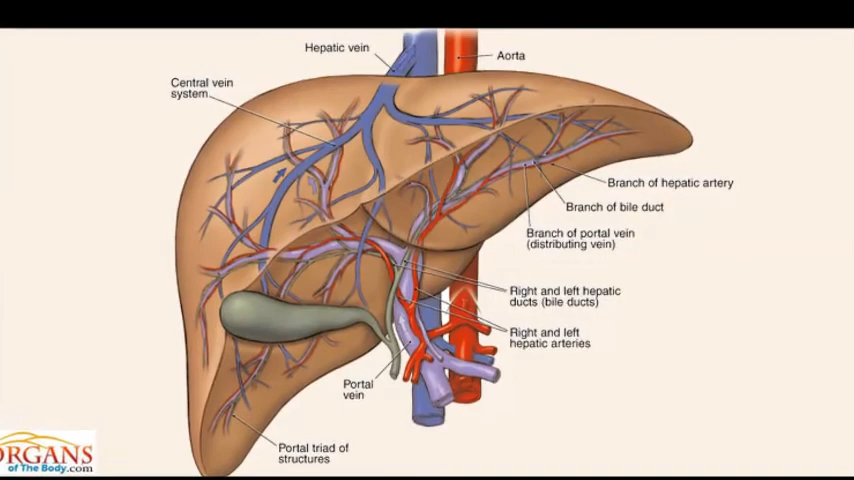 Hepatic vein
Aorta
Central vein
system
Branch of hepatic artery
Branch of bile duct
Branch of portal vein
(distributing vein)
Right and left hepatic
ducts (bile ducts)
Right and left
hepatic arteries
Portal
vein
Portal triad of
structures
ORGANS
of The Body.com